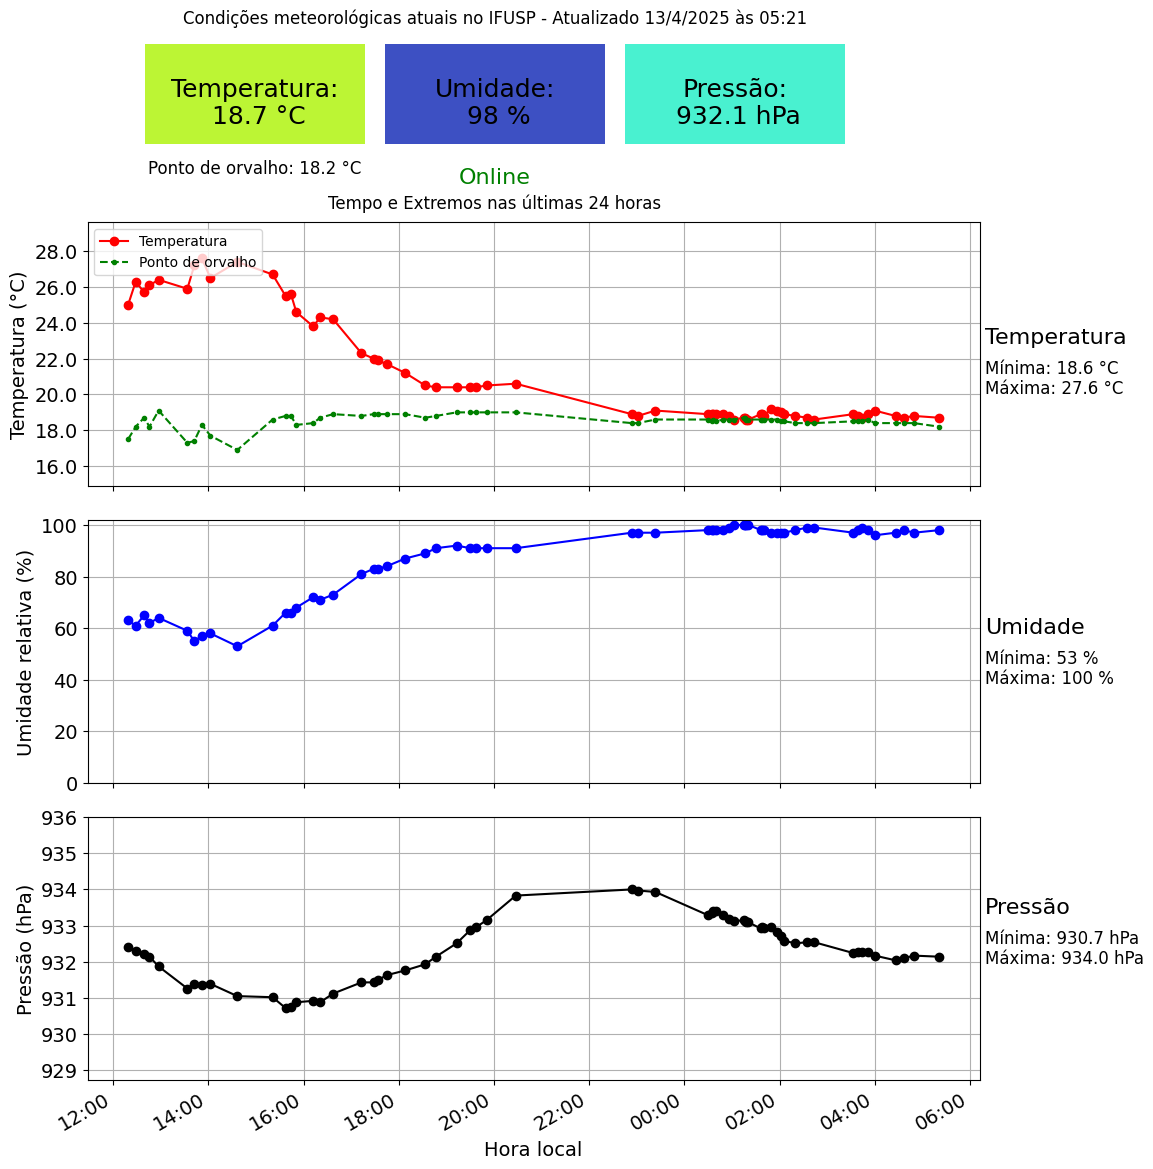 Condições meteorológicas atuais no IFUSP - Atualizado 13/4/2025 às 05:21
Temperatura:
18.7 °C
Umidade:
98 %
Pressão:
932.1 hPa
Ponto de orvalho: 18.2 °C
Online
Tempo e Extremos nas últimas 24 horas
Temperatura (°C)
28.0
26.0
24.0
22.0
20.0
18.0
16.0
Temperatura
Ponto de orvalho
Temperatura
Mínima: 18.6 °C
Máxima: 27.6 °C
Umidade relativa (%)
100
80
60
40
20
0
Umidade
Mínima: 53 %
Máxima: 100 %
Pressão (hPa)
936
935
934
933
932
931
930
929
Pressão
Mínima: 930.7 hPa
Máxima: 934.0 hPa
12:00
14:00
16:00
18:00
20:00
22:00
00:00
02:00
04:00
06:00
Hora local